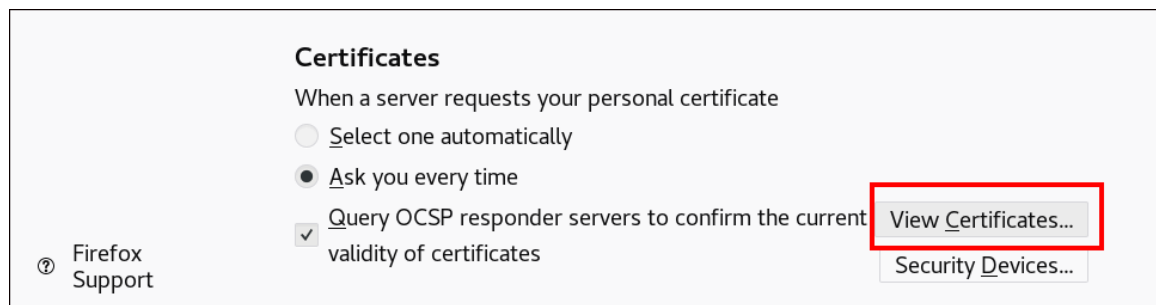 Certificates
When a server requests your personal certificate
Select one automatically
Ask you every time
Query OCSP responder servers to confirm the current
validity of certificates
View Certificates...
Security Devices...
Firefox
Support